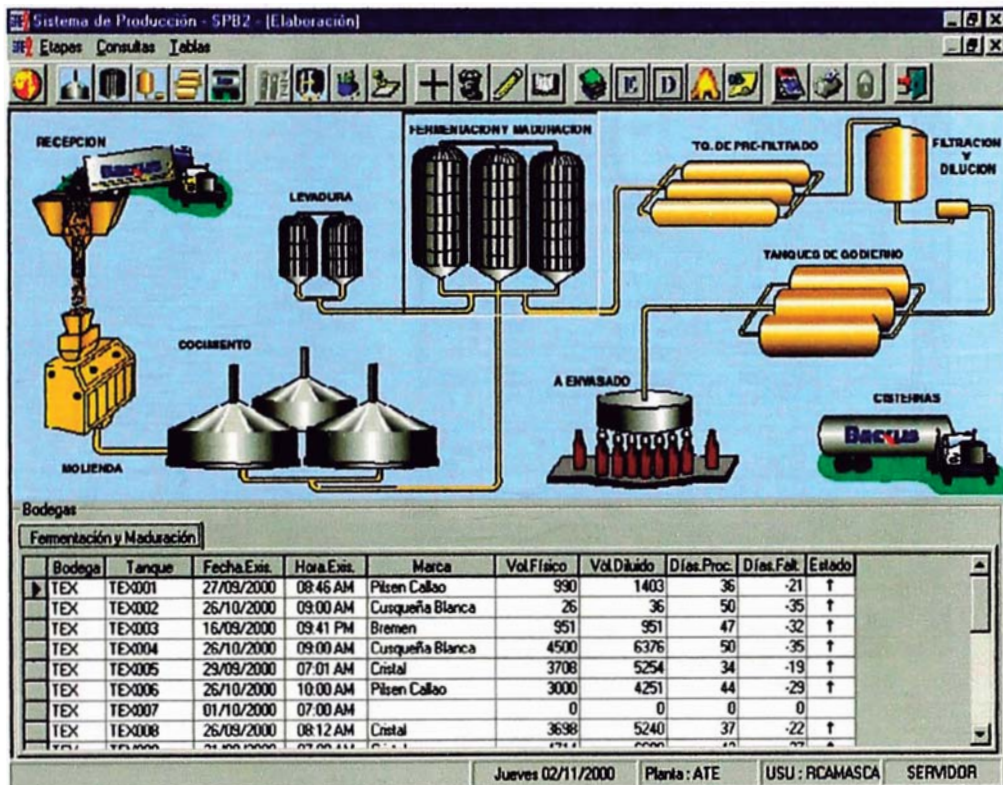 Sistema de Producción - SPB2 - [Elaboración]
Etapas Consultas Tablas
E D
RECEPCION
Backus
LEVADURA
FERMENTACION Y MADURACION
TQ. DE PRE-FILTRADO
FILTRACION
Y
DILUCION
TANQUES DE GOBIERNO
COCIMIENTO
A ENVASADO
CISTERNAS
Backus
MOLIENDA
Bodegas
Fermentación y Maduración
Bodega Tanque Fecha.Exis. Hora.Exis. Marca Vol.Físico Vol.Diluido Días.Proc. Días.Falt. Estado
TEX TEX001 27/09/2000 08:46 AM Pilsen Callao 990 1403 36 -21 ↑
TEX TEX002 26/10/2000 09:00 AM Cusqueña Blanca 26 36 50 -35 ↑
TEX TEX003 16/09/2000 09:41 PM Bremen 951 951 47 -32 ↑
TEX TEX004 26/10/2000 09:00 AM Cusqueña Blanca 4500 6376 50 -35 ↑
TEX TEX005 29/09/2000 07:01 AM Cristal 3708 5254 34 -19 ↑
TEX TEX006 26/10/2000 10:00 AM Pilsen Callao 3000 4251 44 -29 ↑
TEX TEX007 01/10/2000 07:00 AM 0 0 0 0
TEX TEX008 26/09/2000 08:12 AM Cristal 3698 5240 37 -22 ↑
Jueves 02/11/2000 Planta : ATE USU : RCAMASCA SERVIDOR